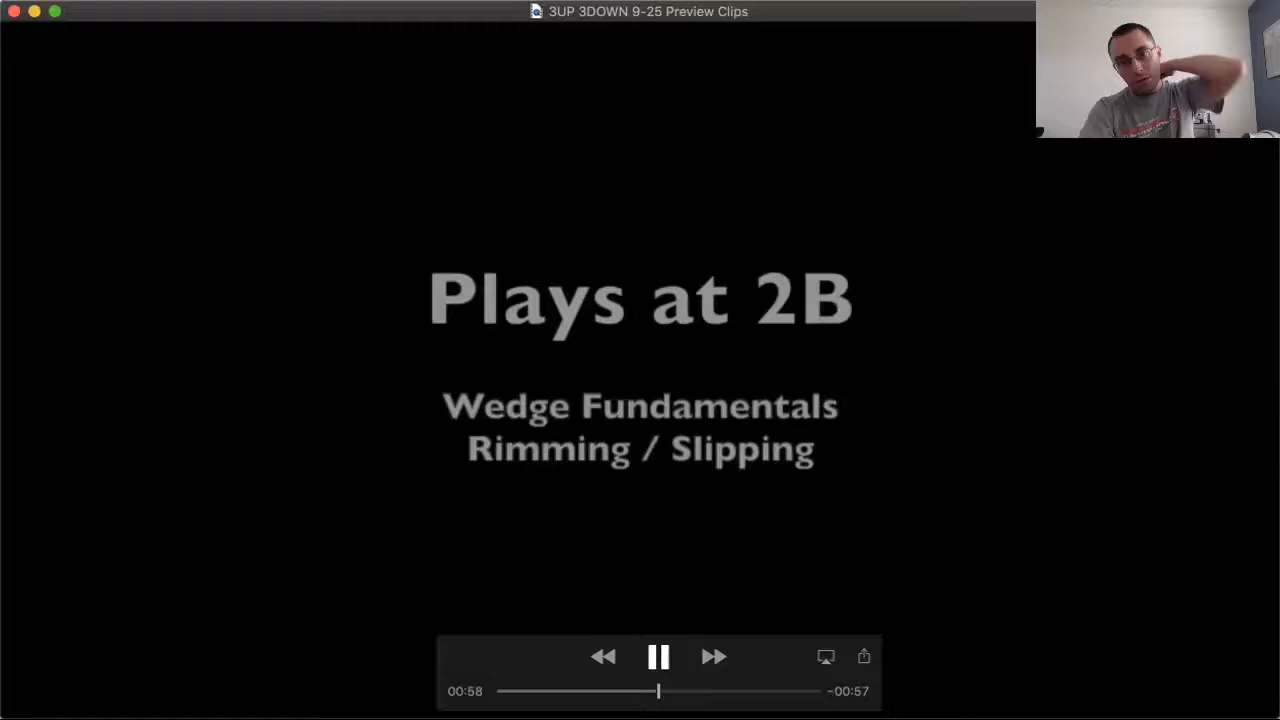 3UP 3DOWN 9-25 Preview Clips
Plays at 2B
Wedge Fundamentals
Rimming / Slipping
00:58
-00:57